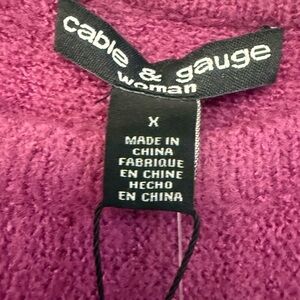 cable & gauge
woman
X
MADE IN
CHINA
FABRIQUE
EN CHINE
HECHO
EN CHINA